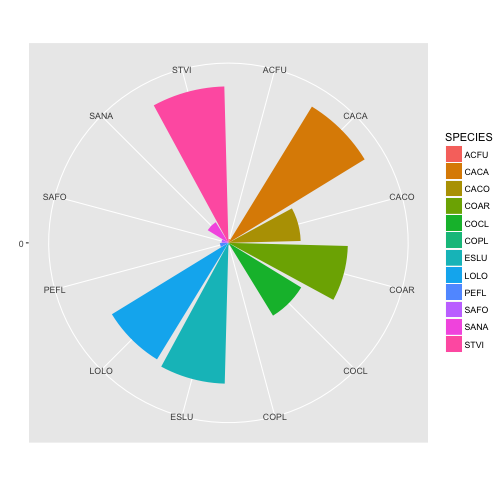 STVI
ACFU
SANA
CACA
SAFO
CACO
0
PEFL
COAR
LOLO
COCL
ESLU
COPL
SPECIES
ACFU
CACA
CACO
COAR
COCL
COPL
ESLU
LOLO
PEFL
SAFO
SANA
STVI